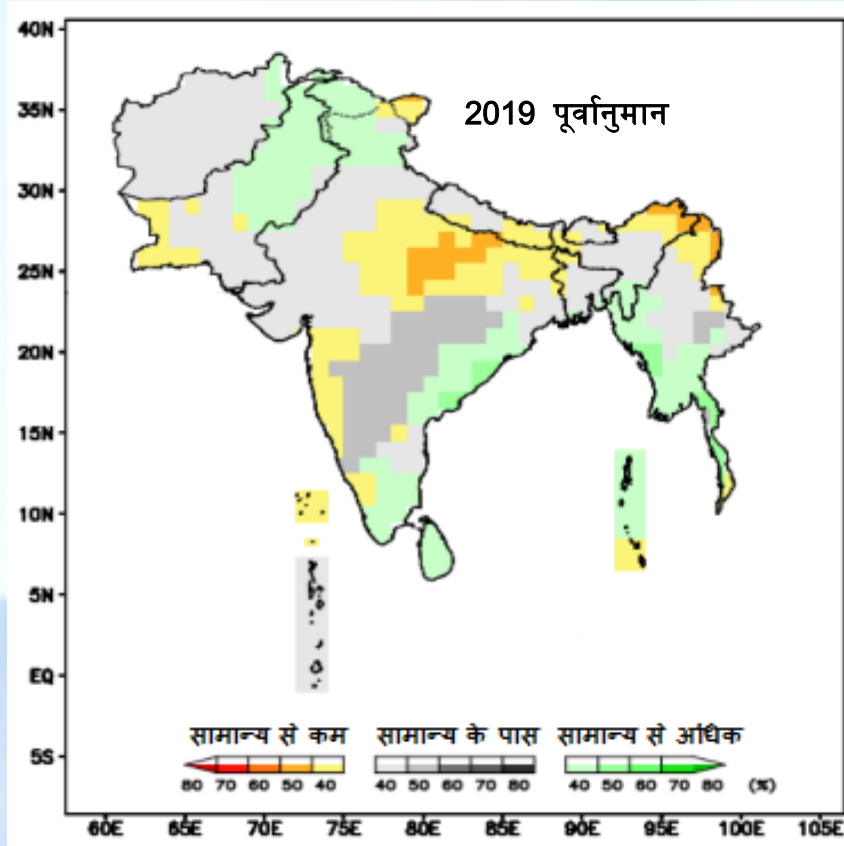 40N
2019 पूर्वानुमान
35N
30N
25N
20N
15N
10N
5N
EQ
सामान्य से कम सामान्य के पास सामान्य से अधिक
5S
80 70 60 50 40 40 50 60 70 80 40 50 60 70 80 (%)
60E 65E 70E 75E 80E 85E 90E 95E 100E 105E